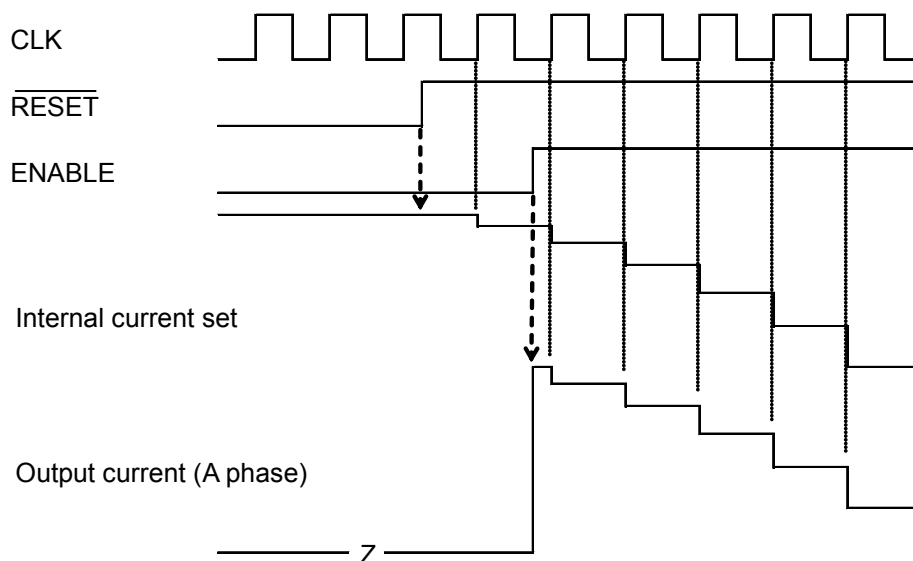 CLK
RESET
ENABLE
Internal current set
Output current (A phase)
Z